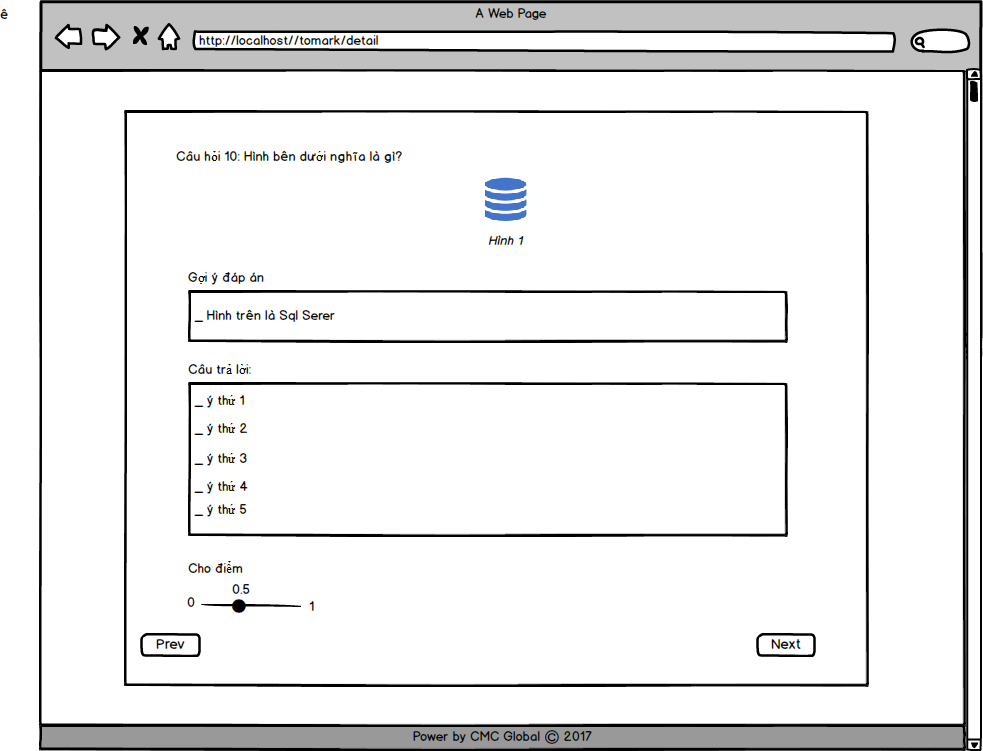 ê
A Web Page
http://localhost//tomark/detail
Câu hỏi 10: Hình bên dưới nghĩa là gì?
Hình 1
Gợi ý đáp án
_ Hình trên là Sql Serer
Câu trả lời:
_ ý thứ 1
_ ý thứ 2
_ ý thứ 3
_ ý thứ 4
_ ý thứ 5
Cho điểm
0.5
0 1
Prev Next
Power by CMC Global © 2017